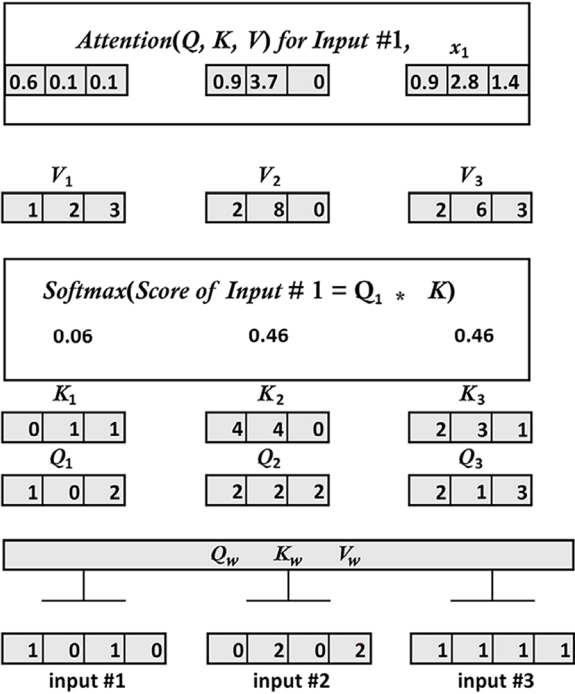 Attention(Q, K, V) for Input #1, x₁
0.6 0.1 0.1 0.9 3.7 0 0.9 2.8 1.4
V₁ V₂ V₃
1 2 3 2 8 0 2 6 3
Softmax(Score of Input # 1 = Q₁ * K)
0.06 0.46 0.46
K₁ K₂ K₃
0 1 1 4 4 0 2 3 1
Q₁ Q₂ Q₃
1 0 2 2 2 2 2 1 3
Q_w K_w V_w
1 0 1 0 0 2 0 2 1 1 1 1
input #1 input #2 input #3